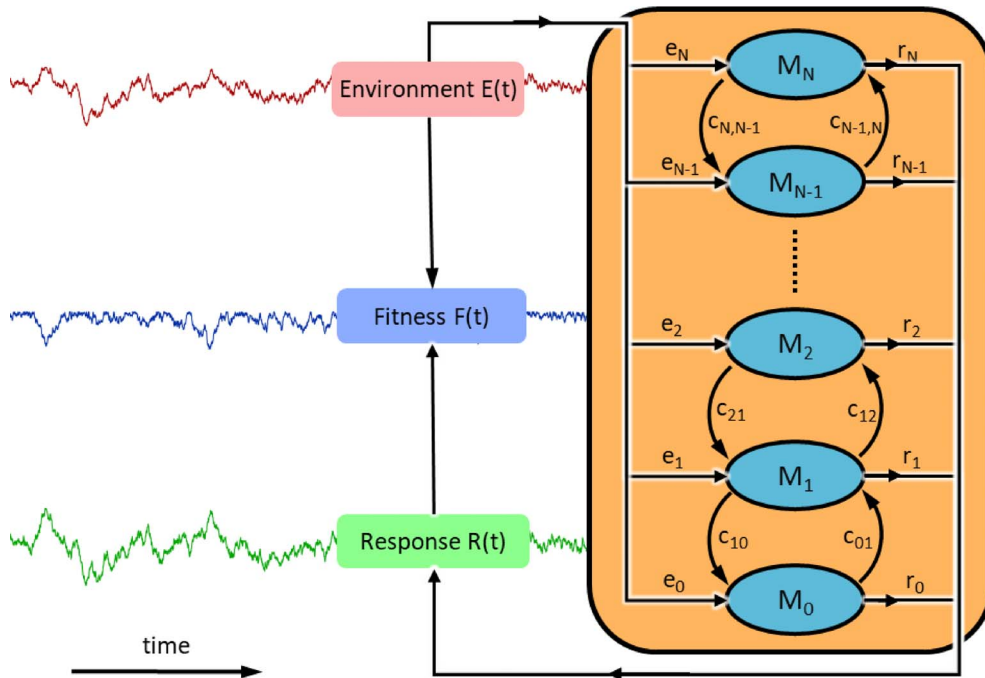 Environment E(t)
Fitness F(t)
Response R(t)
time
e_N M_N r_N
c_N,N-1 c_N-1,N
e_N-1 M_N-1 r_N-1
e_2 M_2 r_2
c_21 c_12
e_1 M_1 r_1
c_10 c_01
e_0 M_0 r_0